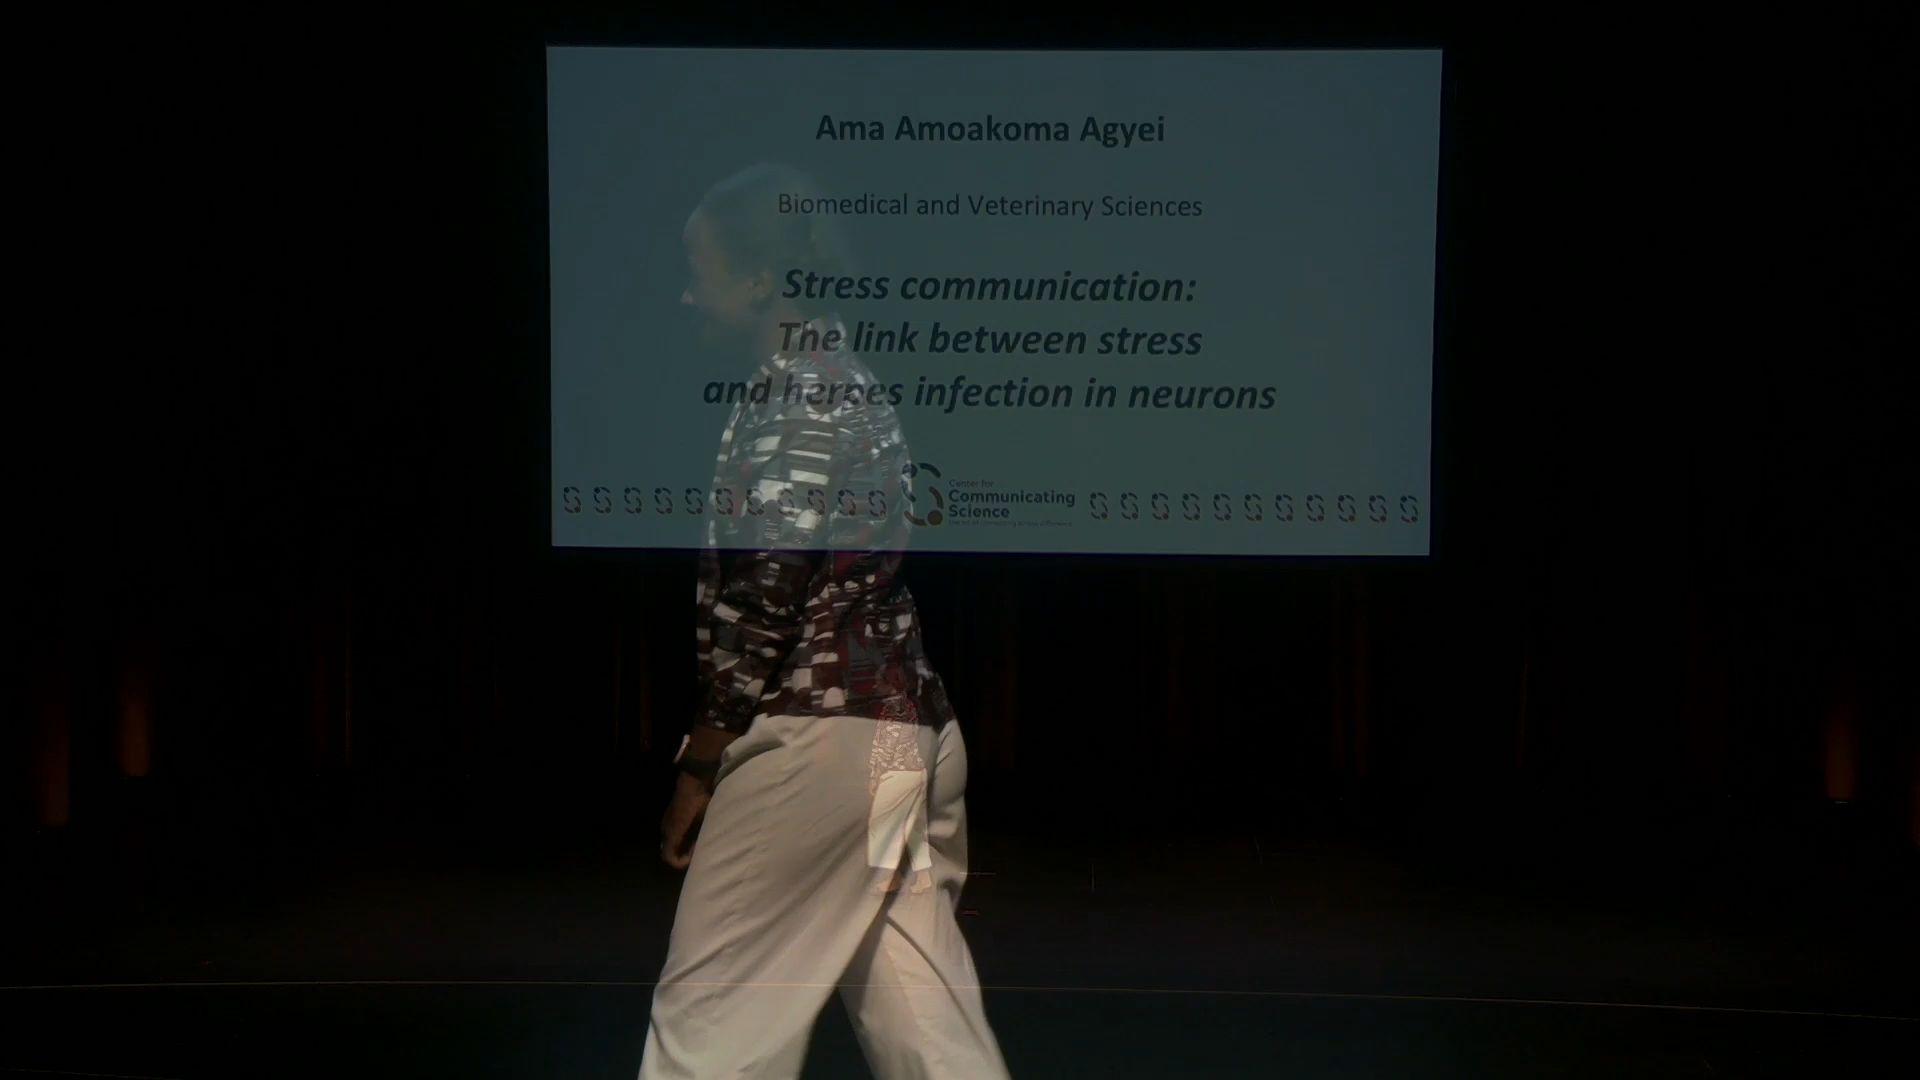 Ama Amoakoma Agyei
Biomedical and Veterinary Sciences
Stress communication:
The link between stress
and herpes infection in neurons
Center for
Communicating
Science